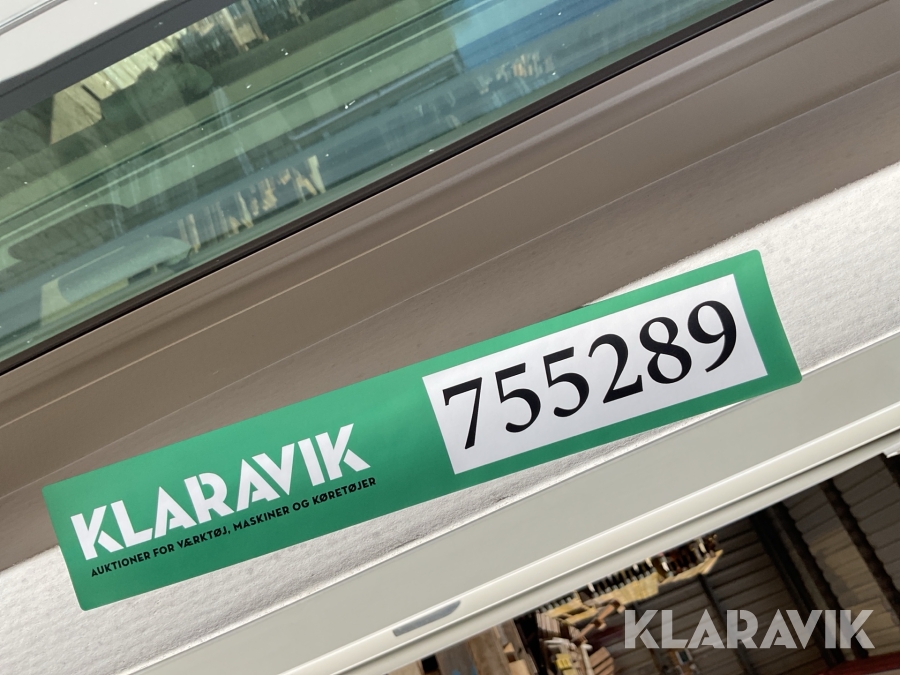 755289
KLARAVIK
AUKTIONER FOR VÆRKTØJ, MASKINER OG KØRETØJER
KLARAVIK